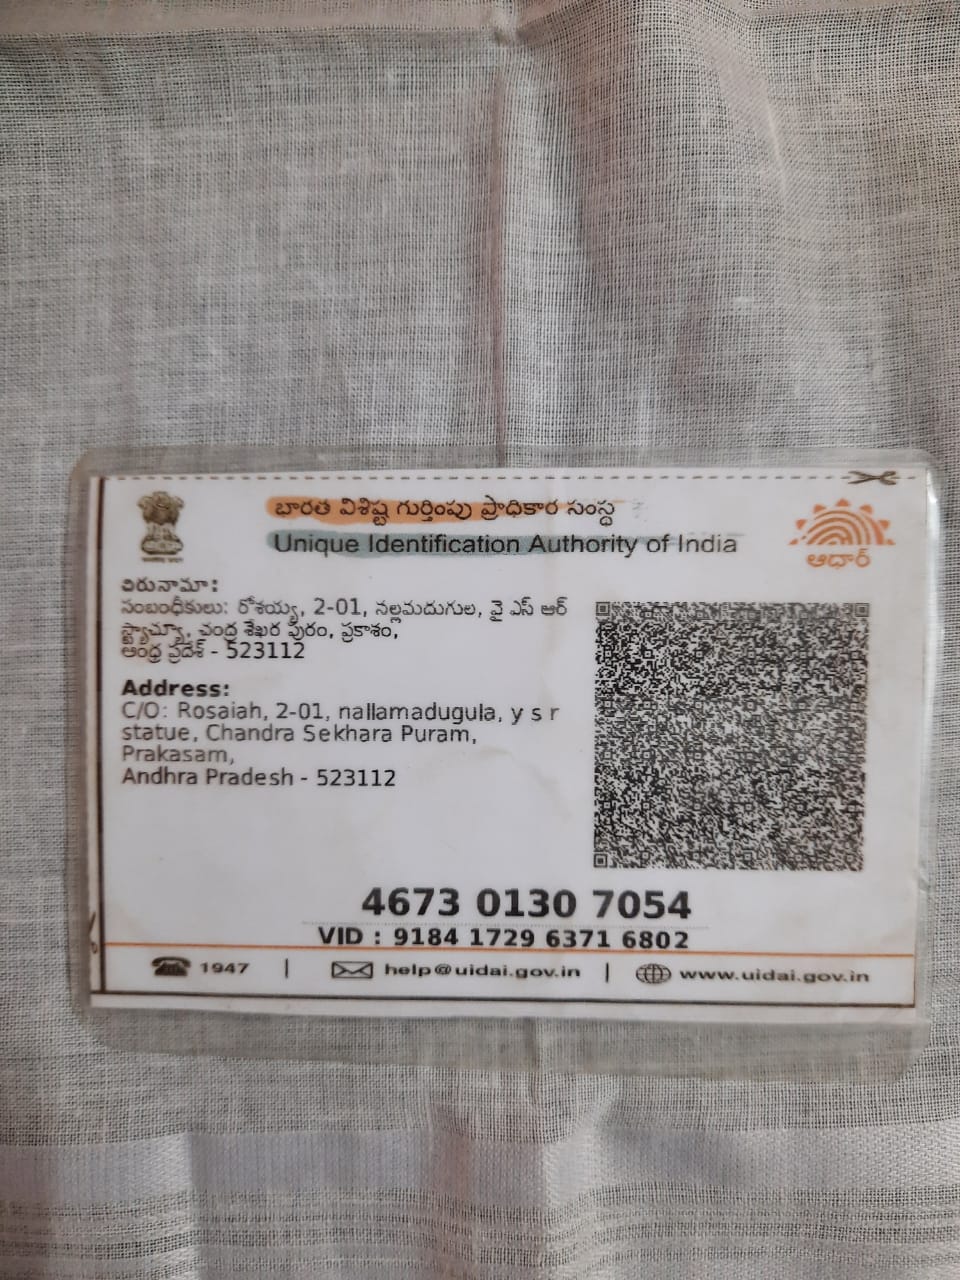 భారత విశిష్ట గుర్తింపు ప్రాధికార సంస్థ
Unique Identification Authority of India
ఆధార్
చిరునామా:
సంబంధీకులు: రోశయ్య, 2-01, నల్లమదుగుల, వై ఎస్ ఆర్
స్ట్యాచ్యూ, చంద్ర శేఖర పురం, ప్రకాశం,
ఆంధ్ర ప్రదేశ్ - 523112
Address:
C/O: Rosaiah, 2-01, nallamadugula, y s r
statue, Chandra Sekhara Puram,
Prakasam,
Andhra Pradesh - 523112
4673 0130 7054
VID : 9184 1729 6371 6802
1947 | help@uidai.gov.in | www.uidai.gov.in